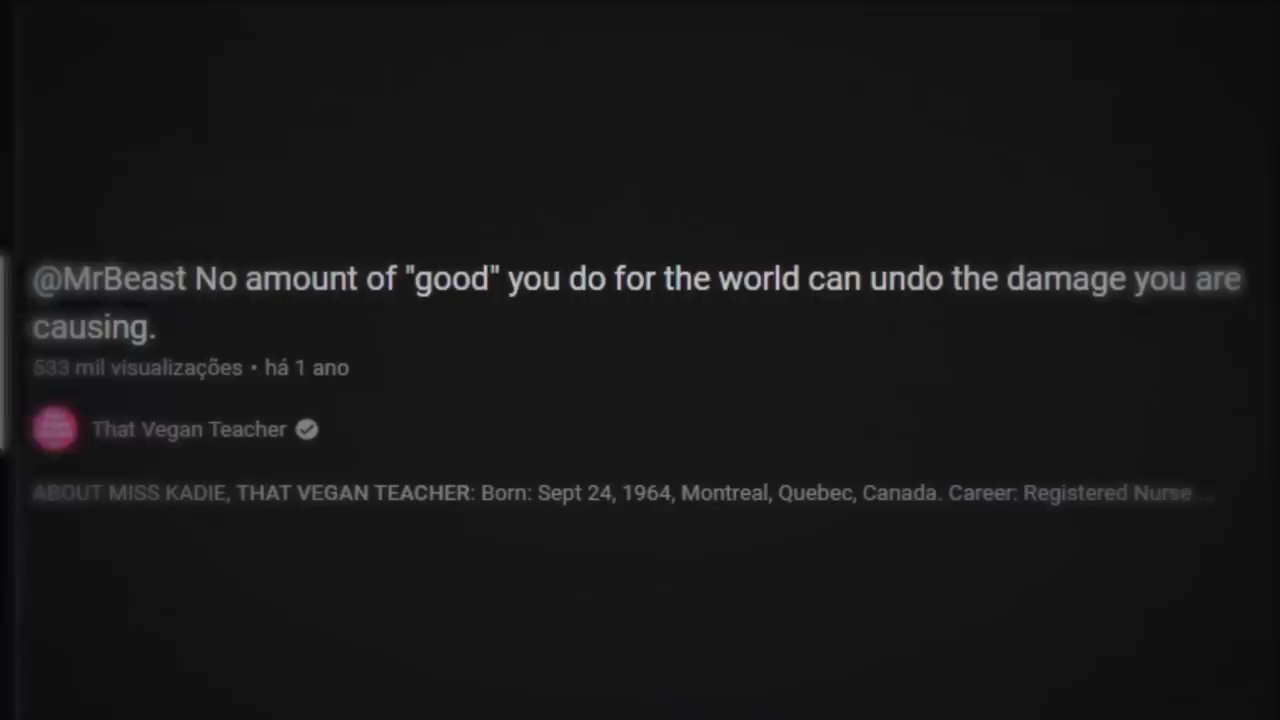 @MrBeast No amount of "good" you do for the world can undo the damage you are
causing.
533 mil visualizações • há 1 ano
That Vegan Teacher
ABOUT MISS KADIE, THAT VEGAN TEACHER: Born: Sept 24, 1964, Montreal, Quebec, Canada. Career: Registered Nurse ...